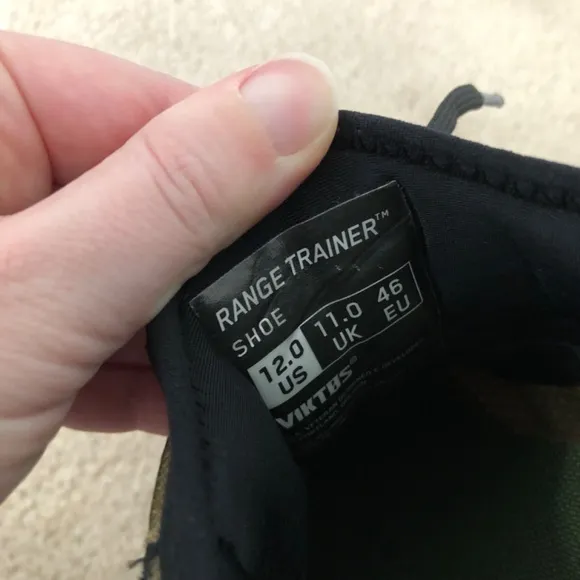 RANGE TRAINER™
SHOE
12.0 11.0 46
US UK EU
VIKTOS®